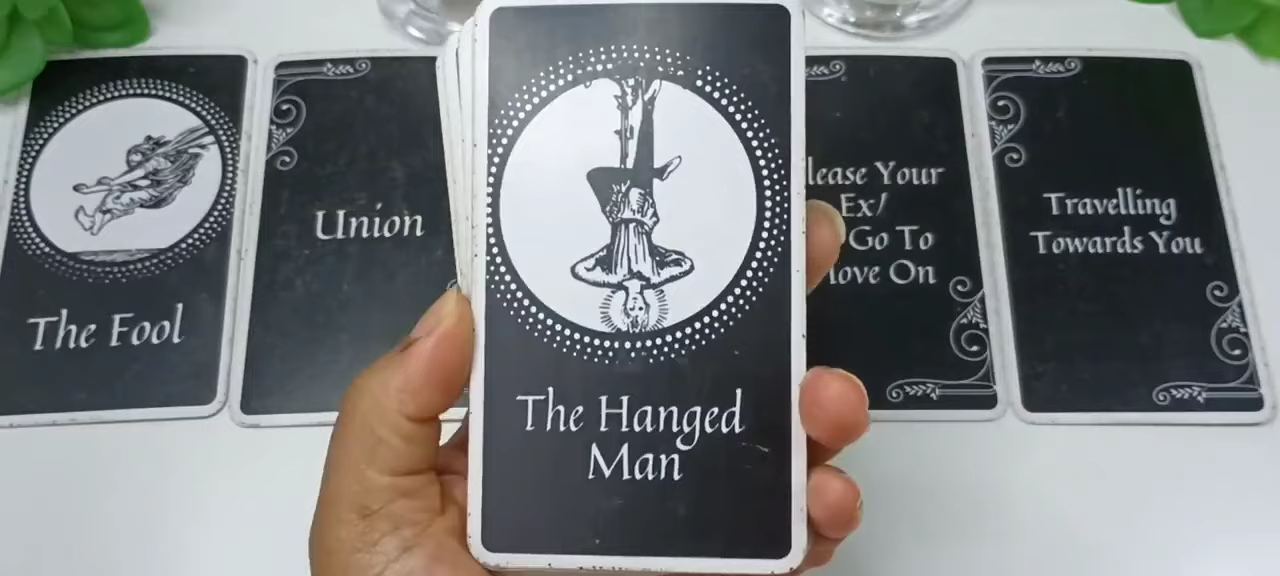 The Fool
Union
The Hanged
Man
Your
Ex/
Go To
On
Travelling
Towards You